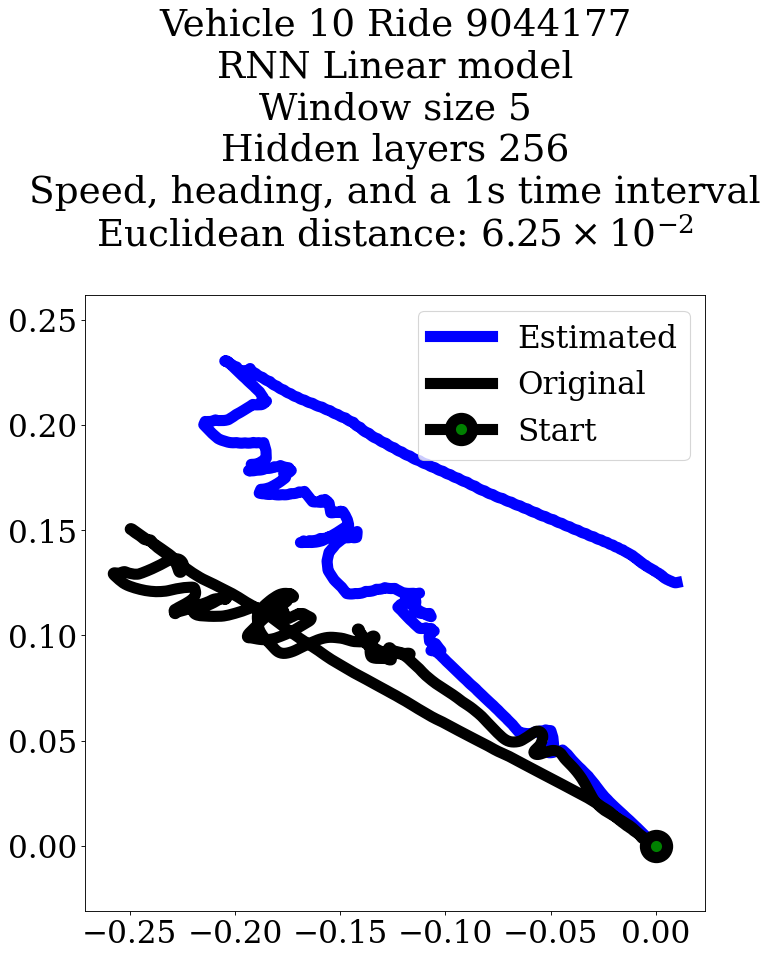 Vehicle 10 Ride 9044177
RNN Linear model
Window size 5
Hidden layers 256
Speed, heading, and a 1s time interval
Euclidean distance: 6.25 × 10⁻²
Estimated
Original
Start
0.25
0.20
0.15
0.10
0.05
0.00
−0.25 −0.20 −0.15 −0.10 −0.05 0.00